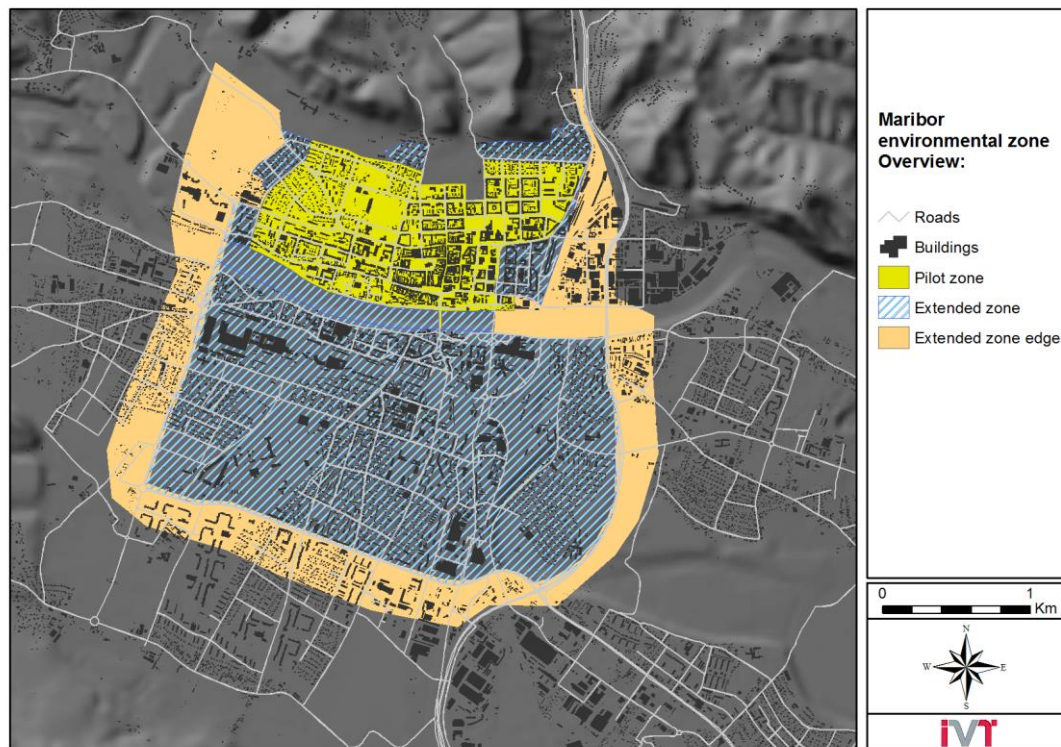 Maribor
environmental zone
Overview:
Roads
Buildings
Pilot zone
Extended zone
Extended zone edge
0 1
Km
N
W E
S
iVT